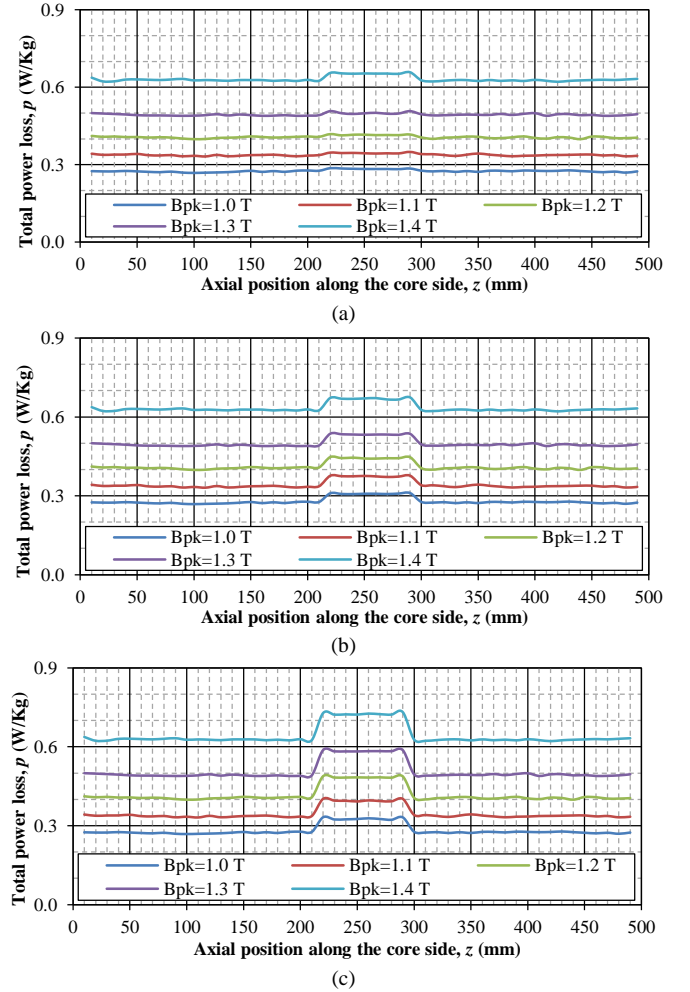 0.9
0.6
0.3
0.0
Total power loss, p (W/Kg)
Bpk=1.0 T Bpk=1.1 T Bpk=1.2 T
Bpk=1.3 T Bpk=1.4 T
0 50 100 150 200 250 300 350 400 450 500
Axial position along the core side, z (mm)
(a)
0.9
0.6
0.3
0.0
Total power loss, p (W/Kg)
Bpk=1.0 T Bpk=1.1 T Bpk=1.2 T
Bpk=1.3 T Bpk=1.4 T
0 50 100 150 200 250 300 350 400 450 500
Axial position along the core side, z (mm)
(b)
0.9
0.6
0.3
0.0
Total power loss, p (W/Kg)
Bpk=1.0 T Bpk=1.1 T Bpk=1.2 T
Bpk=1.3 T Bpk=1.4 T
0 50 100 150 200 250 300 350 400 450 500
Axial position along the core side, z (mm)
(c)